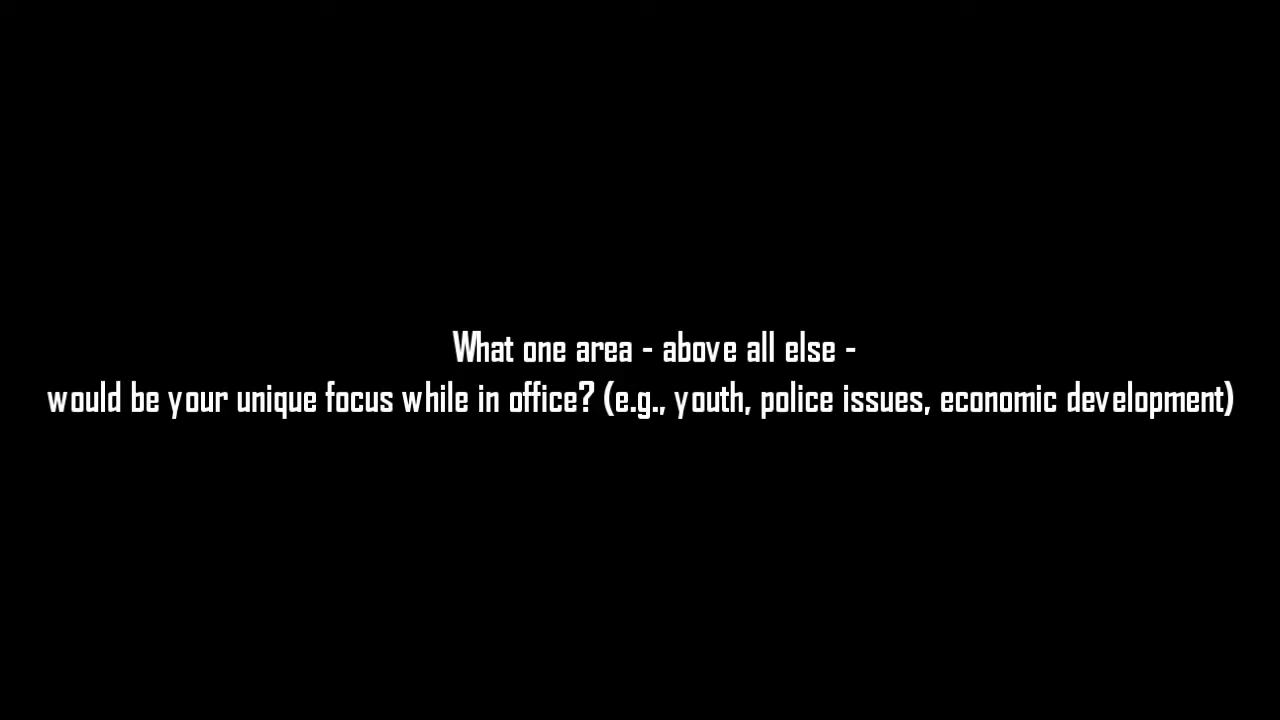 What one area - above all else -
would be your unique focus while in office? (e.g., youth, police issues, economic development)